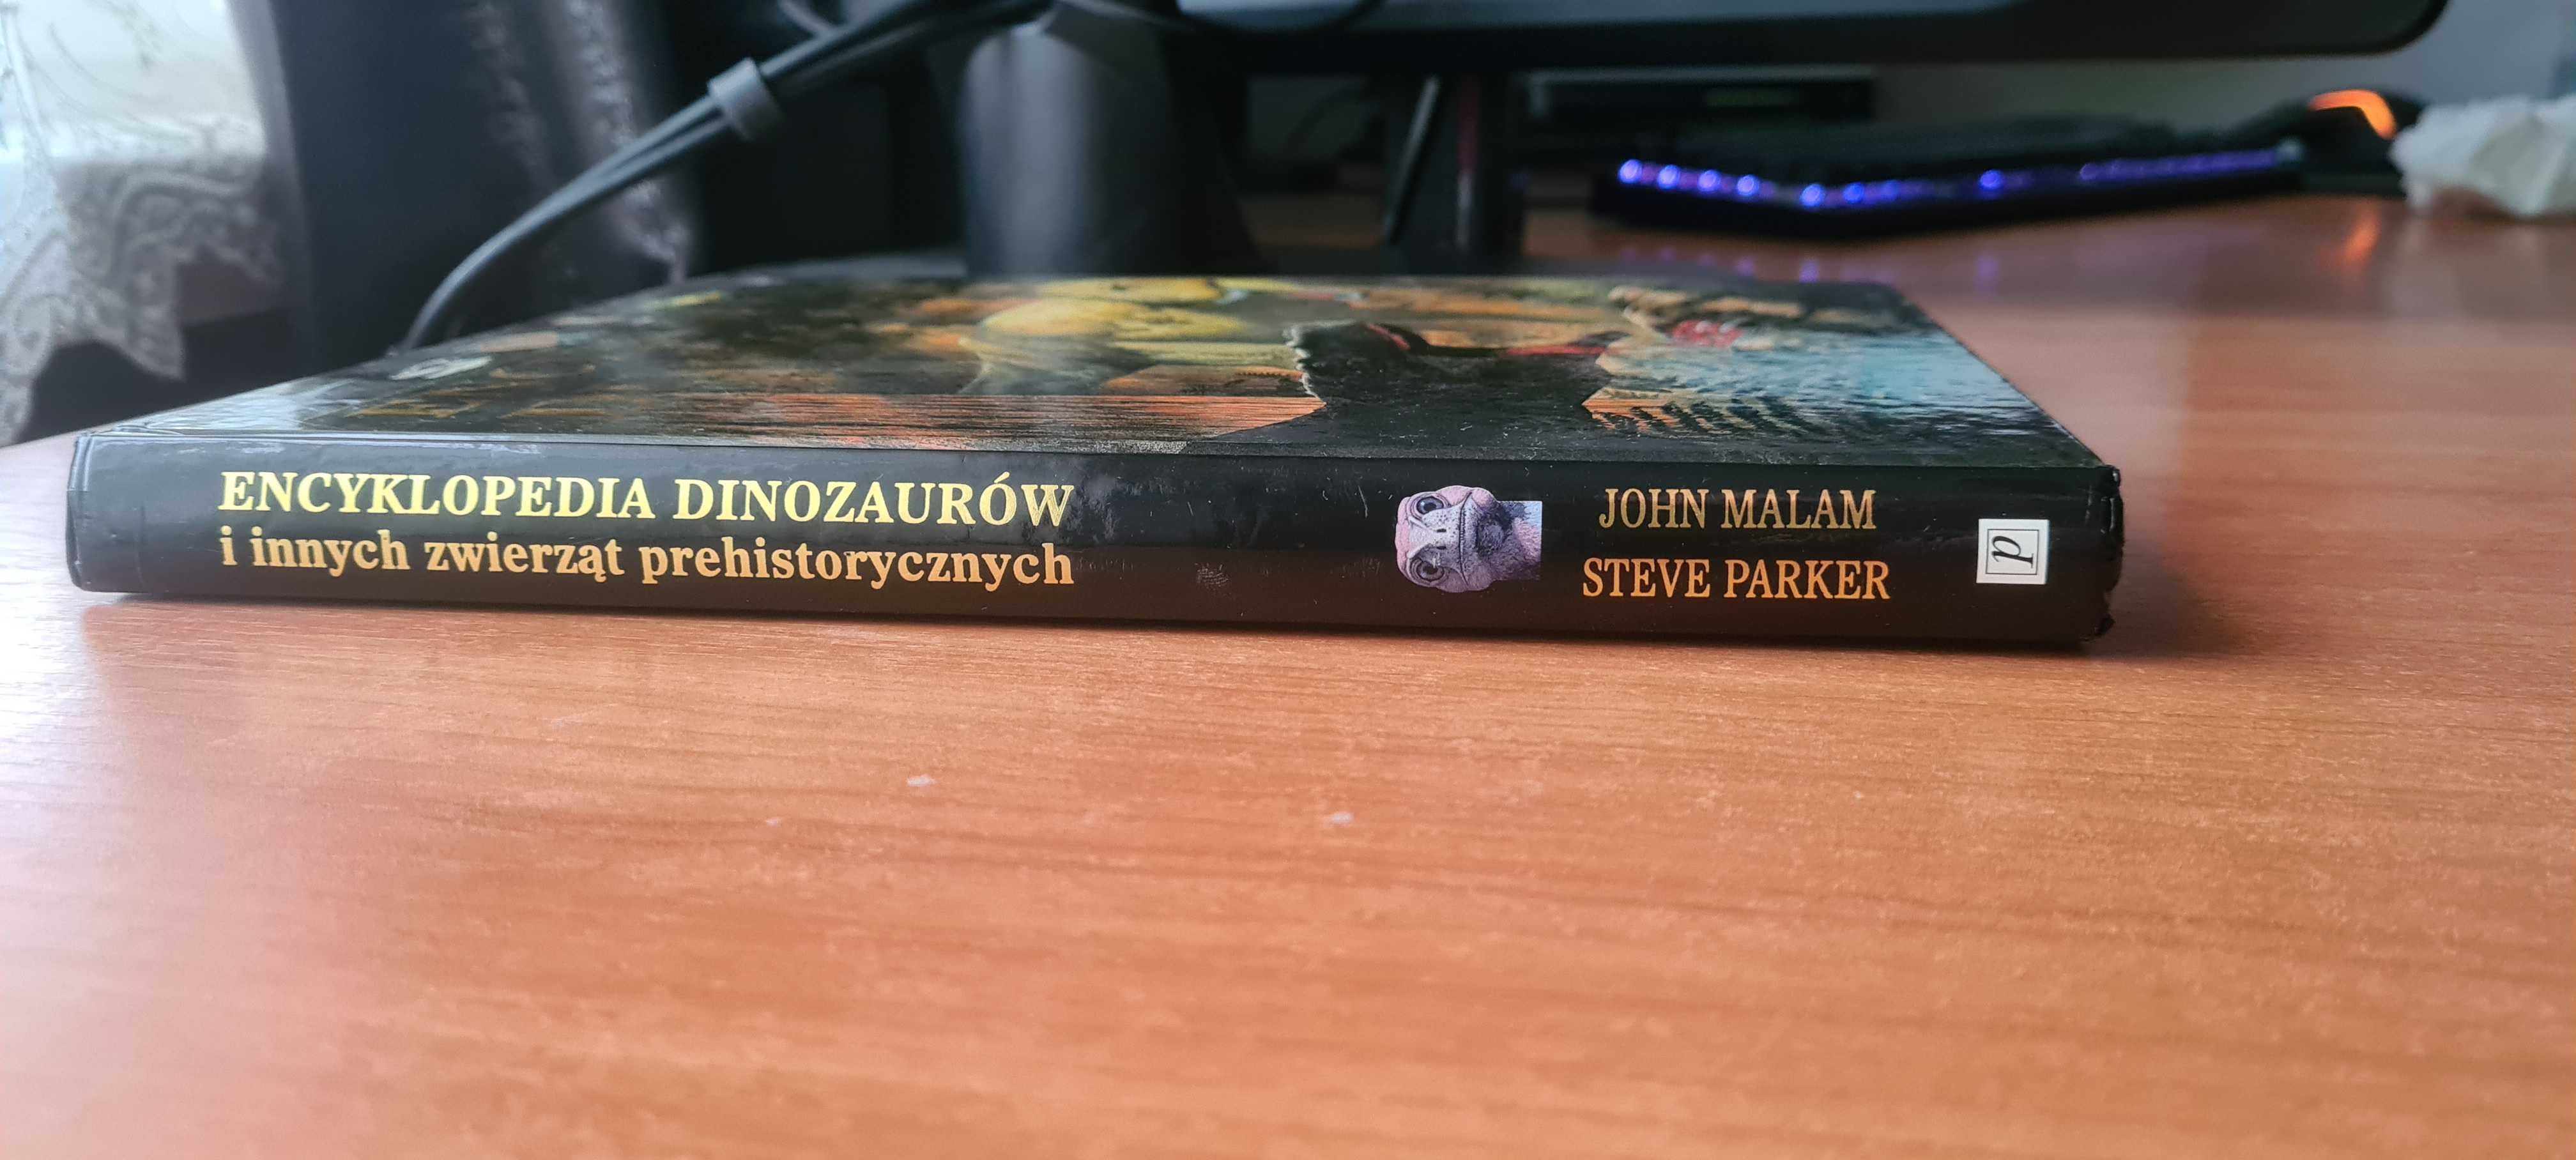 ENCYKLOPEDIA DINOZAURÓW
i innych zwierząt prehistorycznych
JOHN MALAM
STEVE PARKER
p